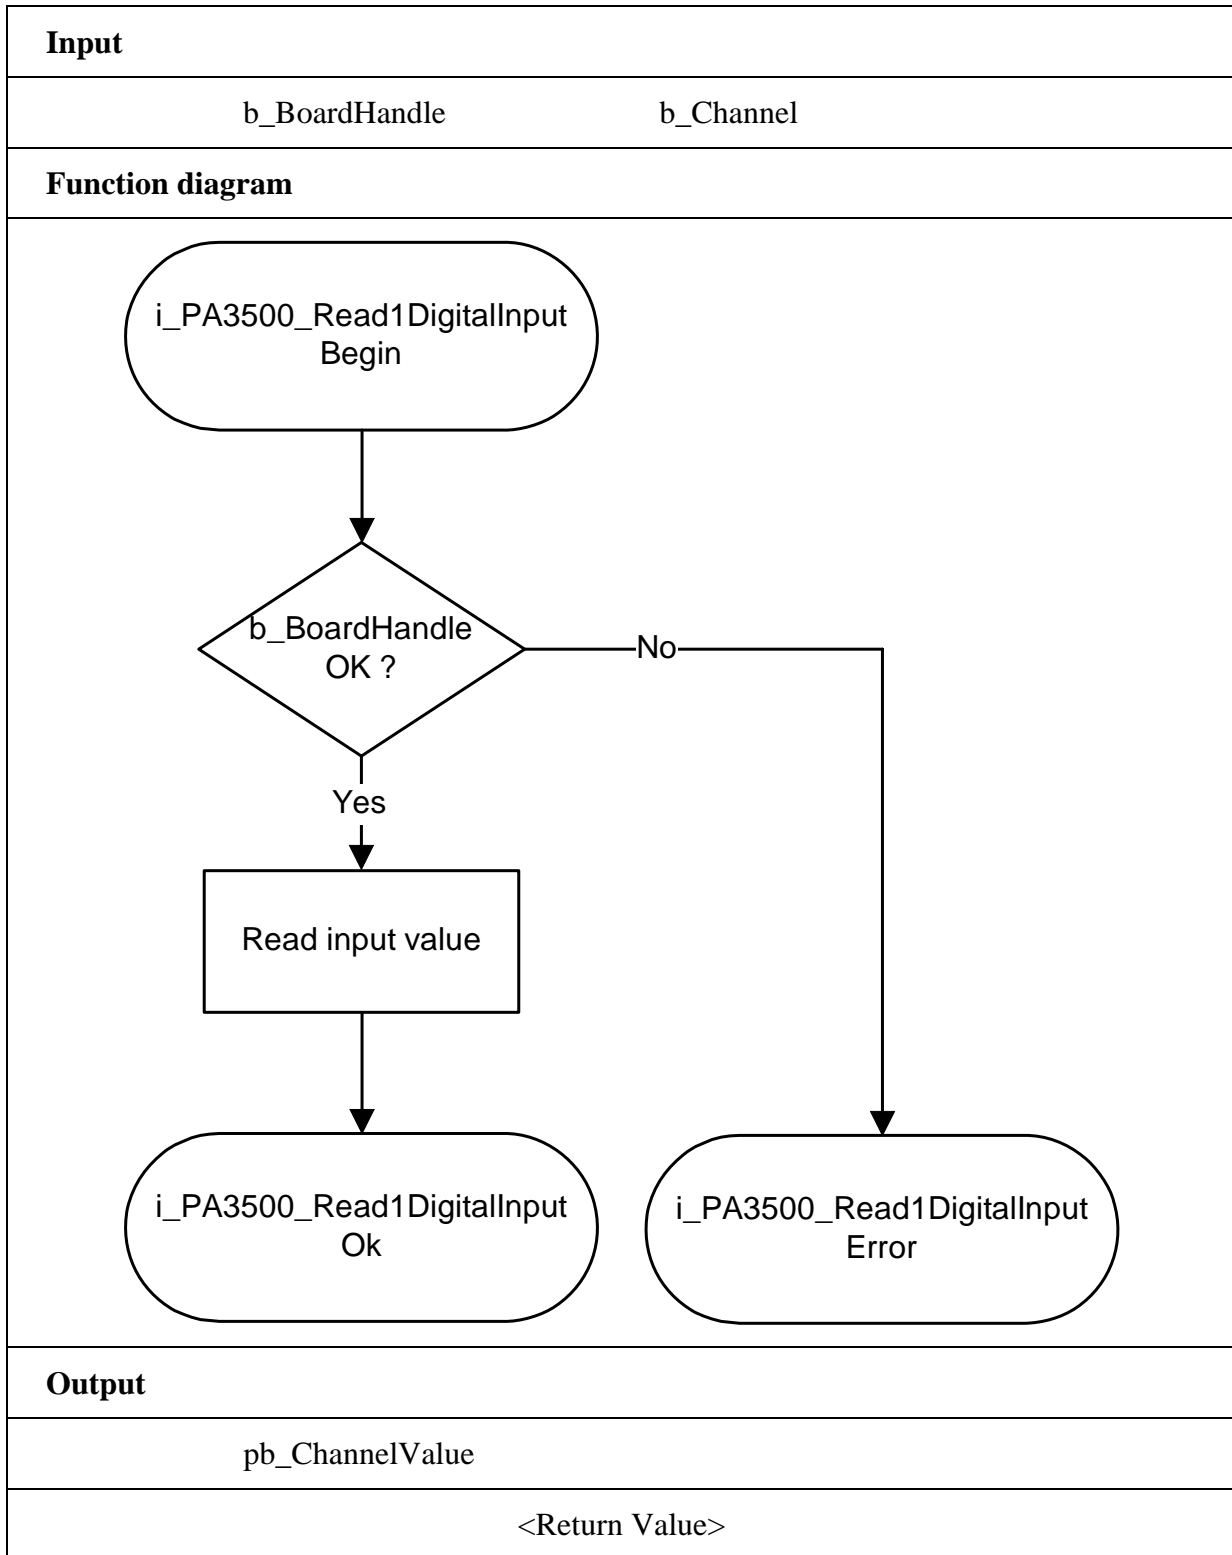 Input
b_BoardHandle b_Channel
Function diagram
i_PA3500_Read1DigitalInput
Begin
b_BoardHandle
OK ?
No
Yes
Read input value
i_PA3500_Read1DigitalInput
Ok
i_PA3500_Read1DigitalInput
Error
Output
pb_ChannelValue
<Return Value>